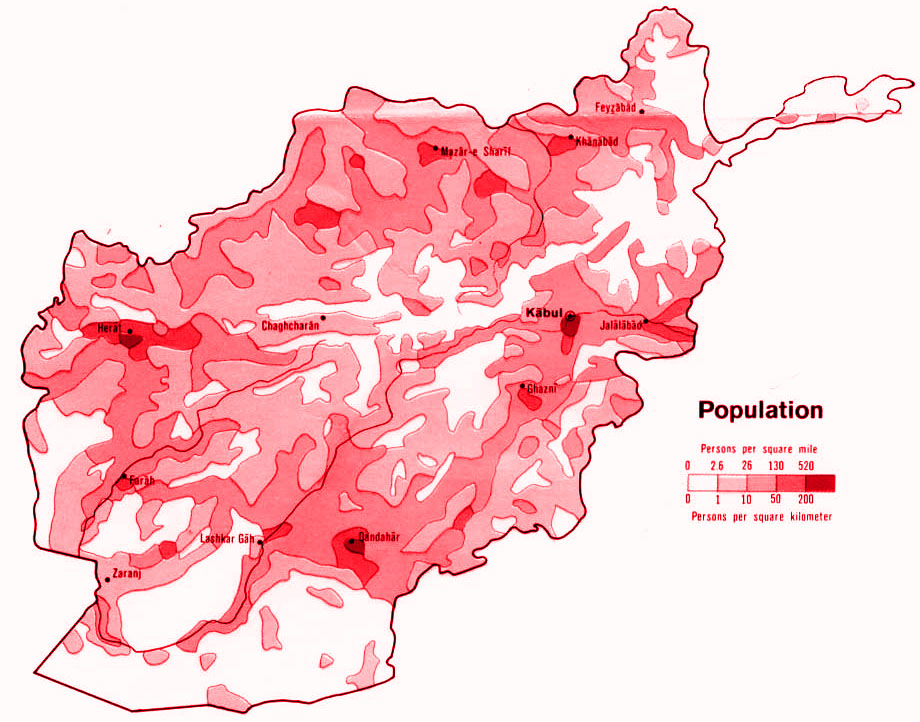 Feyẕābād
Khānābād
Mazār-e Sharīf
Kābul
Jalālābād
Herāt
Chaghcharān
Ghaznī
Farāh
Lashkar Gāh
Qandahār
Zaranj
Population
Persons per square mile
0 2.6 26 130 520
0 1 10 50 200
Persons per square kilometer